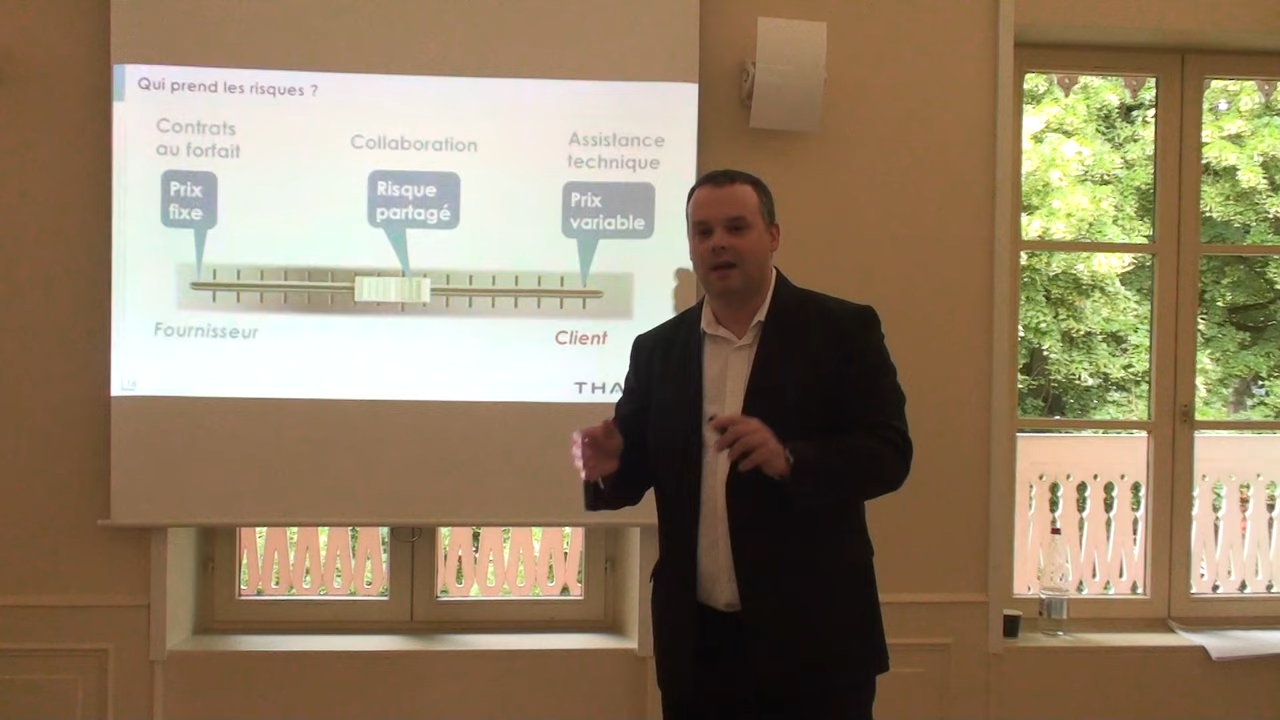 Qui prend les risques ?
Contrats
au forfait
Collaboration
Assistance
technique
Prix
fixe
Risque
partagé
Prix
variable
Fournisseur
Client
THA